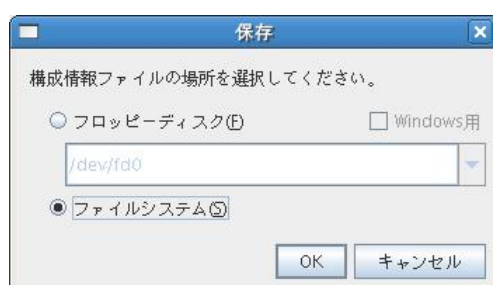 保存
構成情報ファイルの場所を選択してください。
フロッピーディスク(F) Windows用
/dev/fd0
ファイルシステム(S)
OK キャンセル